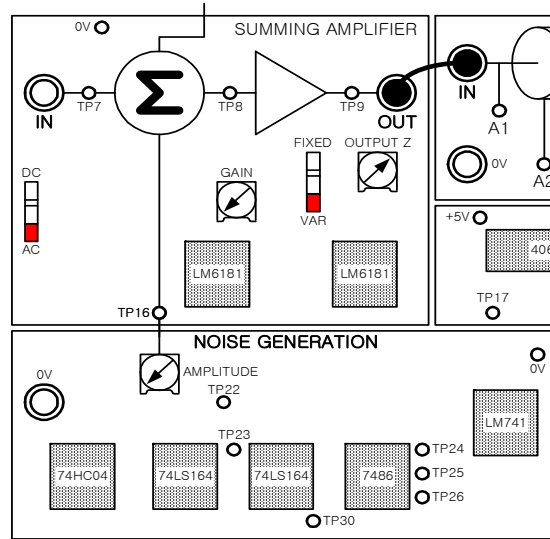 0V
SUMMING AMPLIFIER
Σ
IN
TP7
TP8
TP9
OUT
IN
A1
0V
A2
DC
AC
GAIN
FIXED
VAR
OUTPUT Z
LM6181
LM6181
+5V
406
TP16
TP17
NOISE GENERATION
0V
0V
AMPLITUDE
TP22
LM741
TP23
74HC04
74LS164
74LS164
7486
TP24
TP25
TP26
TP30